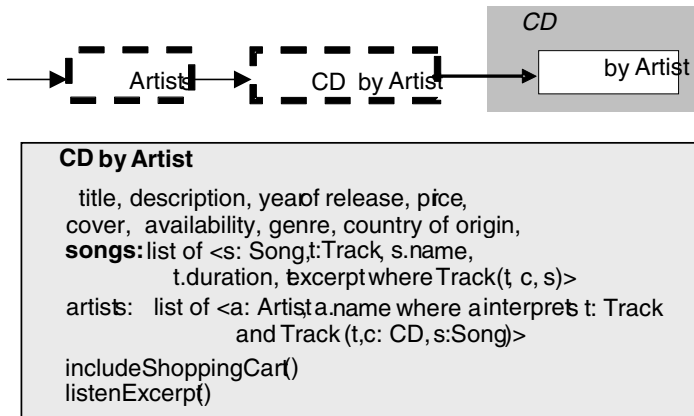 CD
Artists
CD by Artist
by Artist
CD by Artist
title, description, year of release, price,
cover, availability, genre, country of origin,
songs: list of <s: Song,t:Track, s.name,
t.duration, t.excerpt where Track(t, c, s)>
artists: list of <a: Artist, a.name where a interprets t: Track
and Track (t,c: CD, s:Song)>
includeShoppingCart()
listenExcerpt()